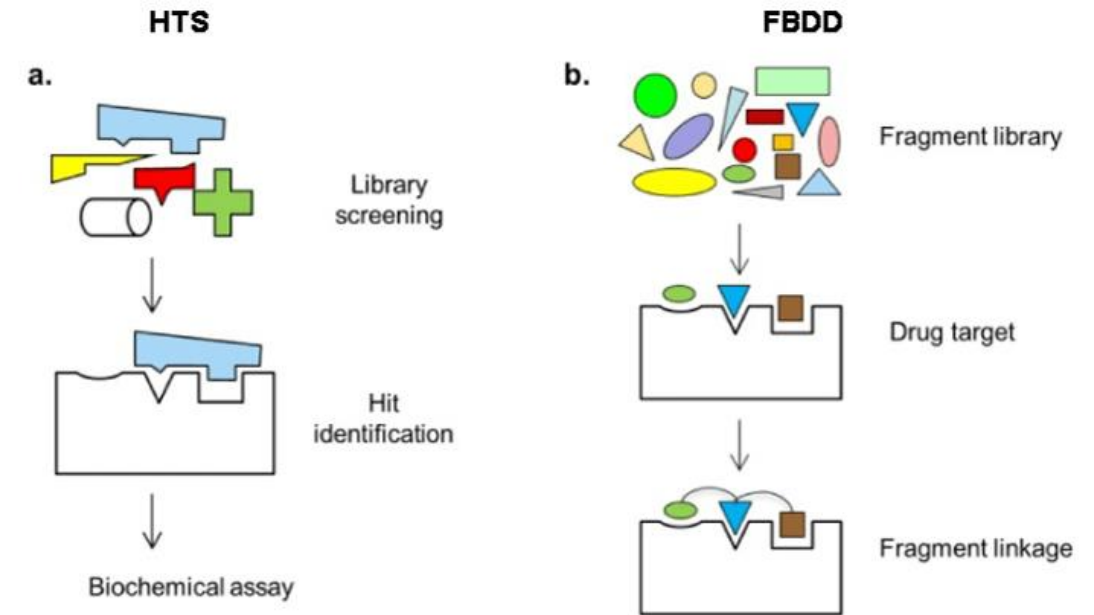 HTS
a.
Library
screening
Hit
identification
Biochemical assay
FBDD
b.
Fragment library
Drug target
Fragment linkage